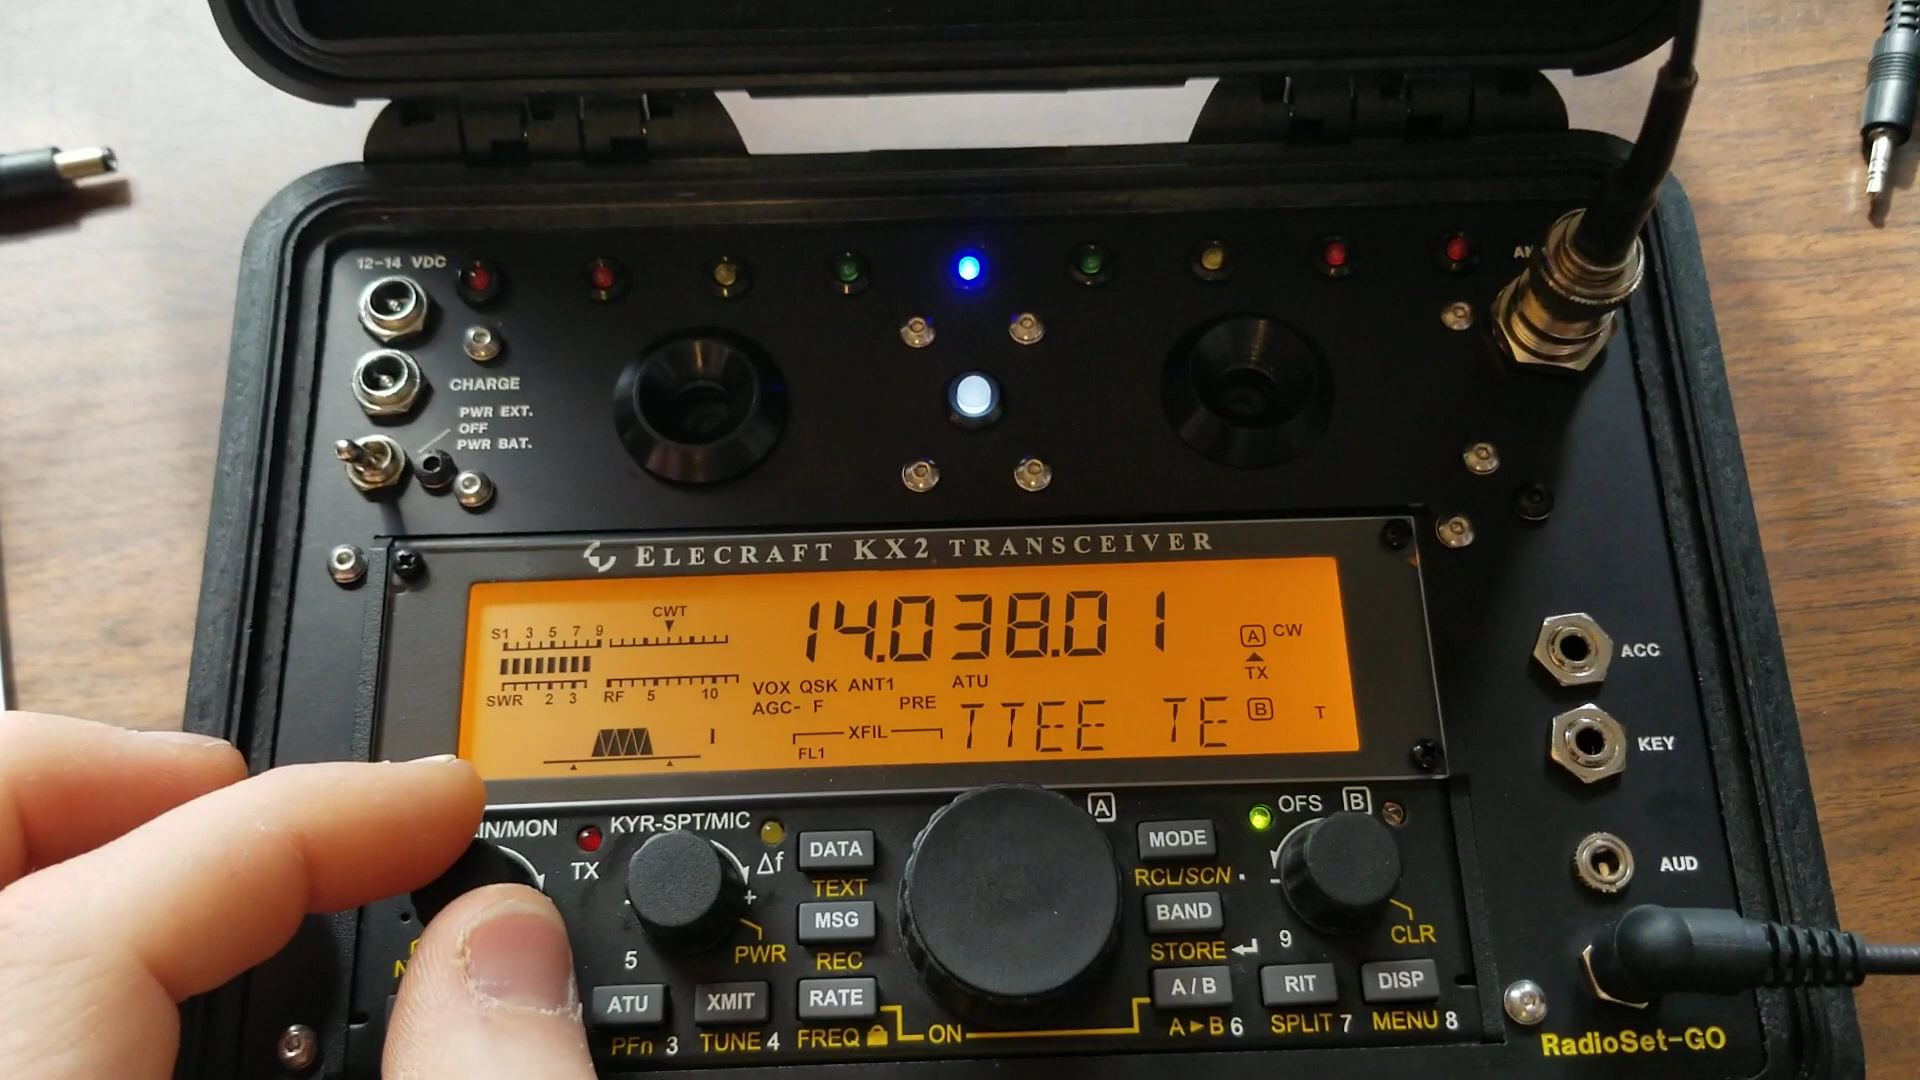 12-14 VDC
CHARGE
PWR EXT.
OFF
PWR BAT.
ELECRAFT KX2 TRANSCEIVER
S1 3 5 7 9
CWT
14.038.01
A CW
TX
SWR 2 3 RF 5 10
VOX QSK ANT1 ATU
AGC- F PRE
XFIL
FL1
I
TTEE TE
B T
ACC
KEY
AUD
IN/MON
TX
KYR-SPT/MIC
Δf
- +
PWR
5
DATA
TEXT
MSG
REC
RATE
FREQ
ON
ATU
PFn 3
XMIT
TUNE 4
A
MODE
RCL/SCN
BAND
STORE
A/B
A►B 6
OFS B
-
9
CLR
RIT
SPLIT 7
DISP
MENU 8
RadioSet-GO